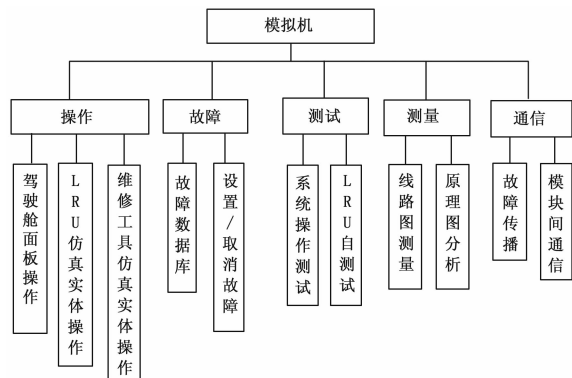 模拟机
操作
故障
测试
测量
通信
驾驶舱面板操作
LRU仿真实体操作
维修工具仿真实体操作
故障数据库
设置/取消故障
系统操作测试
LRU自测试
线路图测量
原理图分析
故障传播
模块间通信